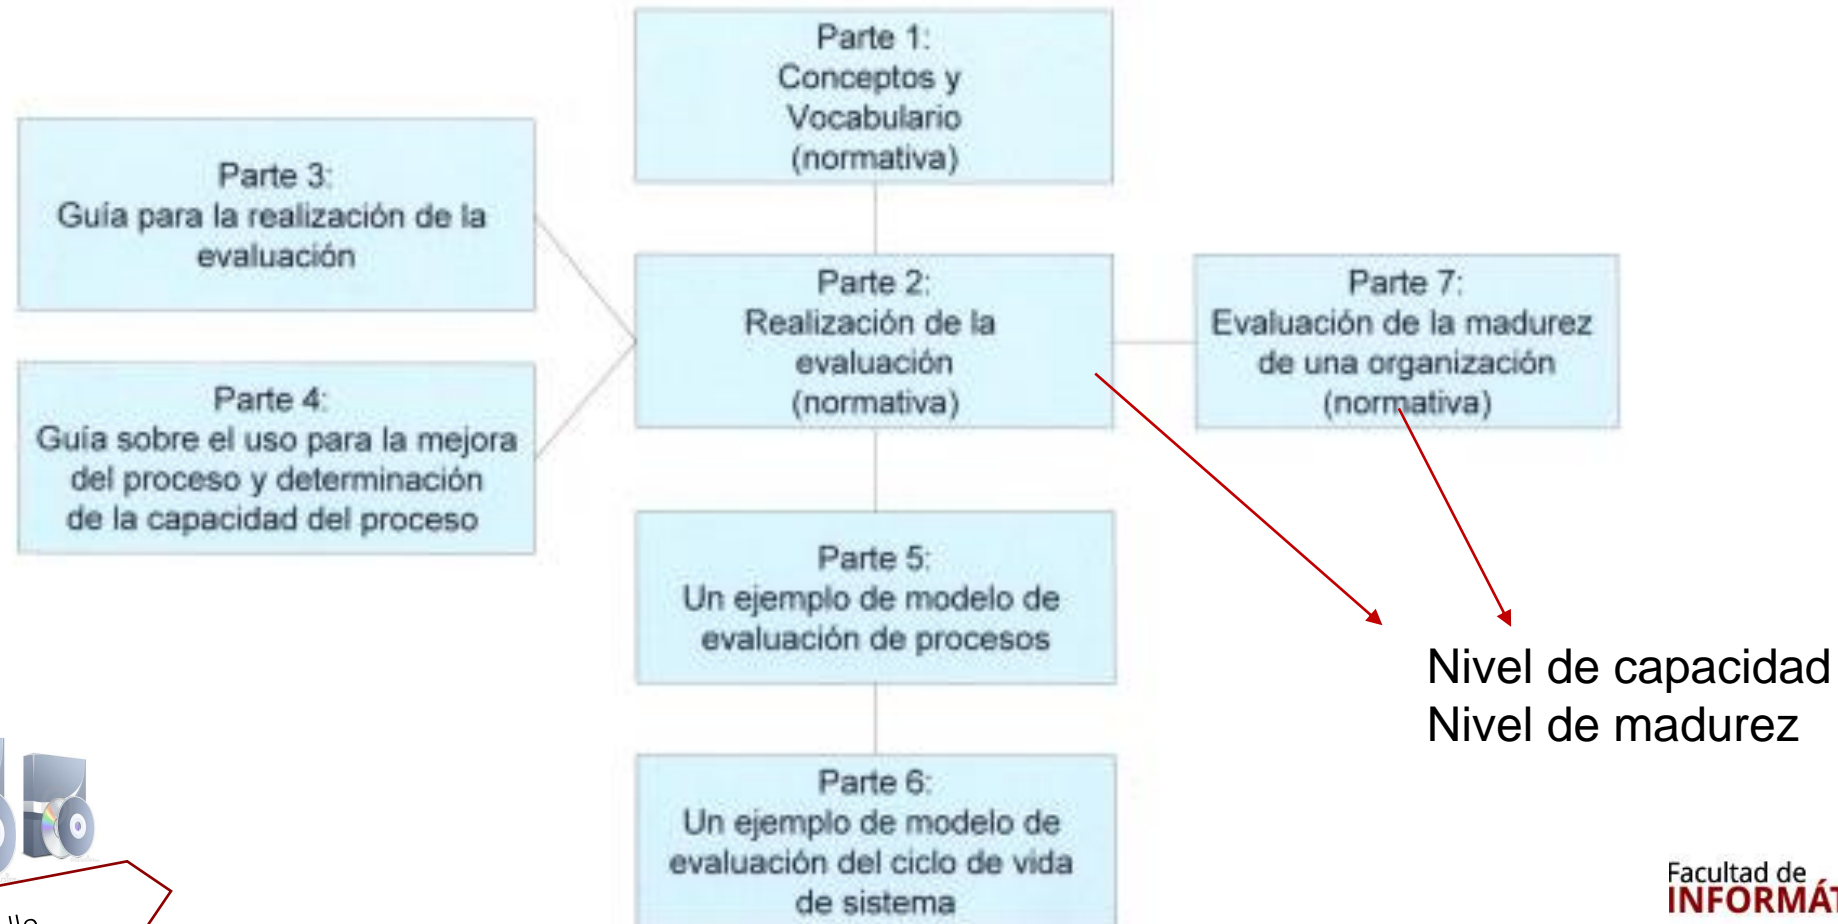 Parte 1:
Conceptos y
Vocabulario
(normativa)
Parte 3:
Guía para la realización de la
evaluación
Parte 2:
Realización de la
evaluación
(normativa)
Parte 7:
Evaluación de la madurez
de una organización
(normativa)
Parte 4:
Guía sobre el uso para la mejora
del proceso y determinación
de la capacidad del proceso
Parte 5:
Un ejemplo de modelo de
evaluación de procesos
Nivel de capacidad
Nivel de madurez
Parte 6:
Un ejemplo de modelo de
evaluación del ciclo de vida
de sistema
Facultad de
INFORMÁT